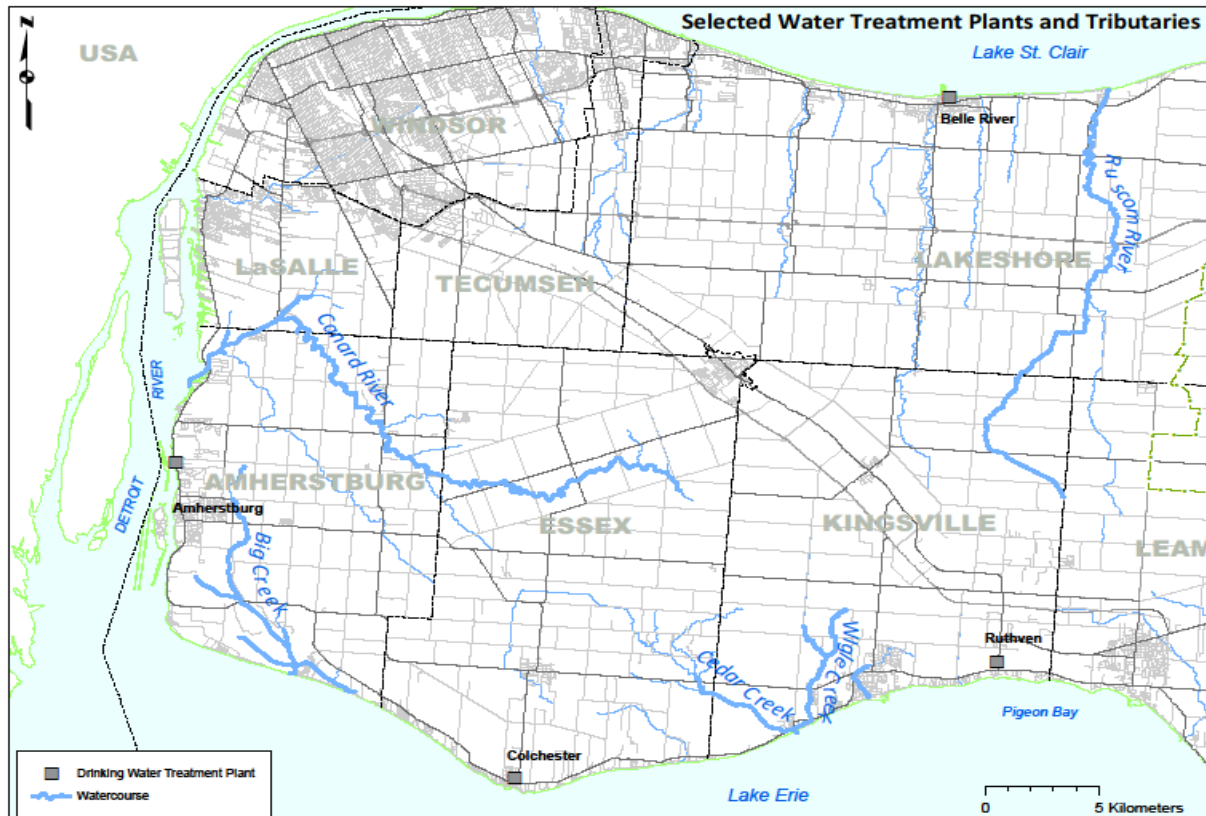 Selected Water Treatment Plants and Tributaries
N
USA
Lake St. Clair
WINDSOR
Belle River
Ruscom River
LaSALLE
TECUMSEH
LAKESHORE
Canard River
RIVER
DETROIT
AMHERSTBURG
Amherstburg
ESSEX
KINGSVILLE
LEAM
Big Creek
Cedar Creek
Wigle Creek
Ruthven
Pigeon Bay
Colchester
Lake Erie
Drinking Water Treatment Plant
Watercourse
0 5 Kilometers